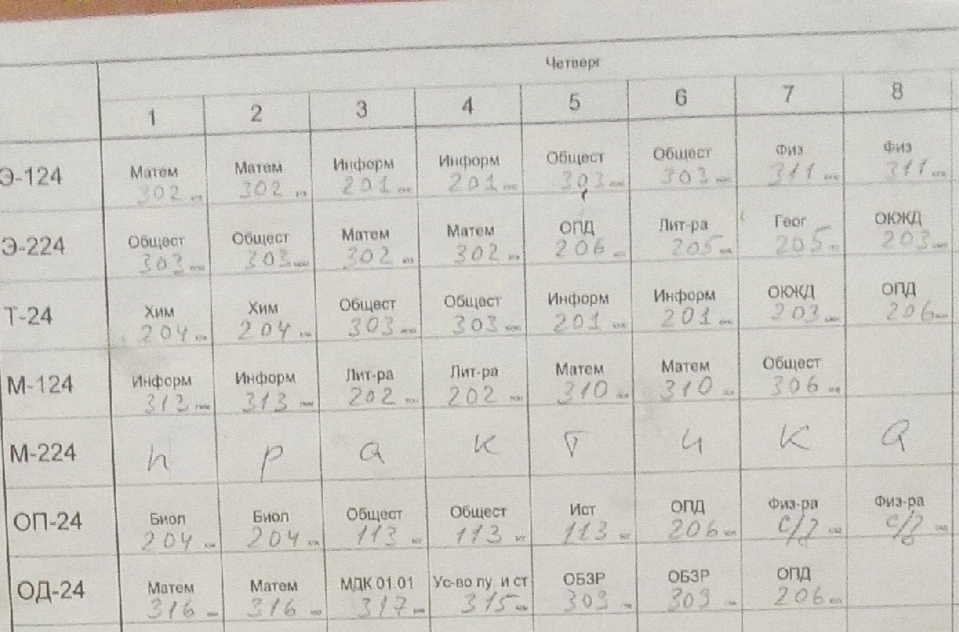 Четверг
1 2 3 4 5 6 7 8
Э-124 Матем Матем Информ Информ Общест Общест Физ Физ
302 302 201 201 303 303 311 311
Э-224 Общест Общест Матем Матем ОПД Лит-ра Геог ОЮЖД
303 303 302 302 206 205 205 203
Т-24 Хим Хим Общест Общест Информ Информ ОЮЖД ОПД
204 204 303 303 201 201 203 206
М-124 Информ Информ Лит-ра Лит-ра Матем Матем Общест
313 313 202 202 310 310 306
М-224 п р а к т и к а
ОП-24 Биол Биол Общест Общест Ист ОПД Физ-ра Физ-ра
204 204 113 113 113 206 с/з с/з
ОД-24 Матем Матем МДК 01.01 Ус-во пу. и ст ОБЗР ОБЗР ОПД
316 316 317 315 309 309 206